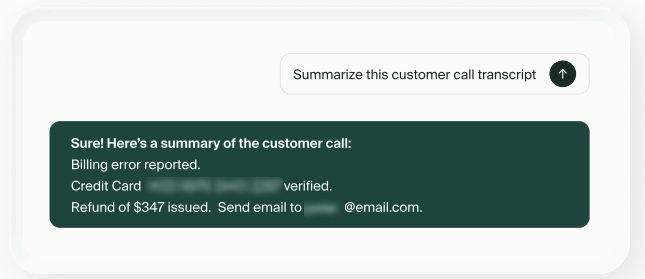 Summarize this customer call transcript
Sure! Here's a summary of the customer call:
Billing error reported.
Credit Card verified.
Refund of $347 issued. Send email to @email.com.